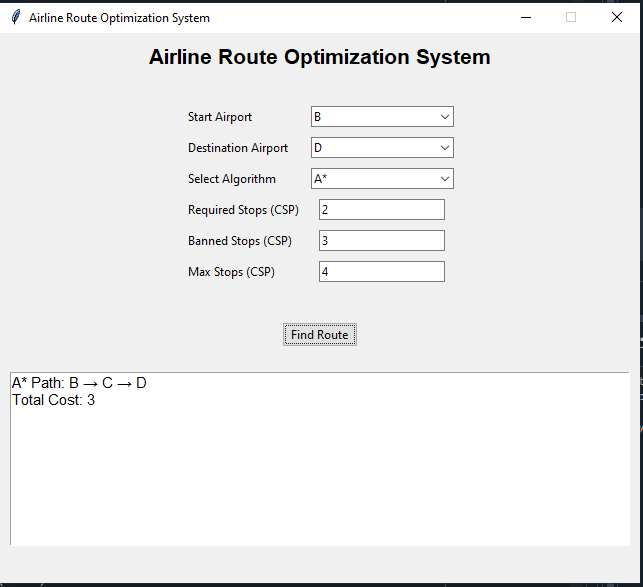 Airline Route Optimization System
Airline Route Optimization System
Start Airport B
Destination Airport D
Select Algorithm A*
Required Stops (CSP) 2
Banned Stops (CSP) 3
Max Stops (CSP) 4
Find Route
A* Path: B → C → D
Total Cost: 3